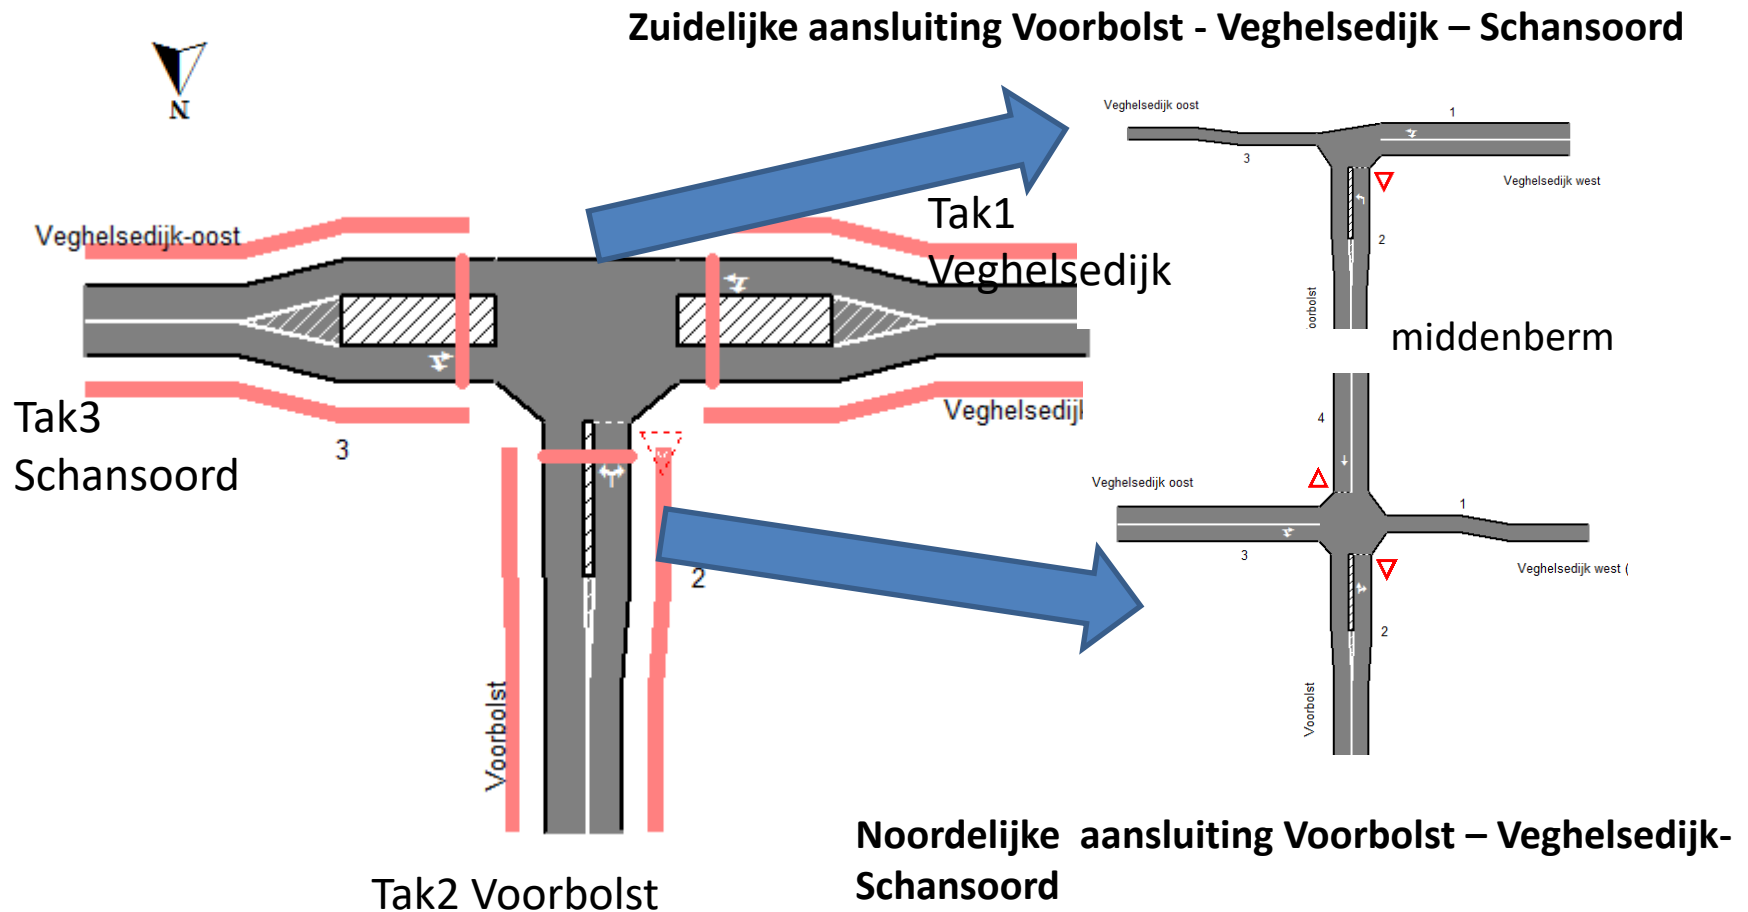 Zuidelijke aansluiting Voorbolst - Veghelsedijk – Schansoord
N
Veghelsedijk-oost
Tak1
Veghelsedijk
Veghelsedijk
Tak3
Schansoord
3
2
Voorbolst
Tak2 Voorbolst
Veghelsedijk oost
1
3
Veghelsedijk west
2
oorbolst
middenberm
4
Veghelsedijk oost
1
3
Veghelsedijk west (
2
Voorbolst
Noordelijke aansluiting Voorbolst – Veghelsedijk-
Schansoord